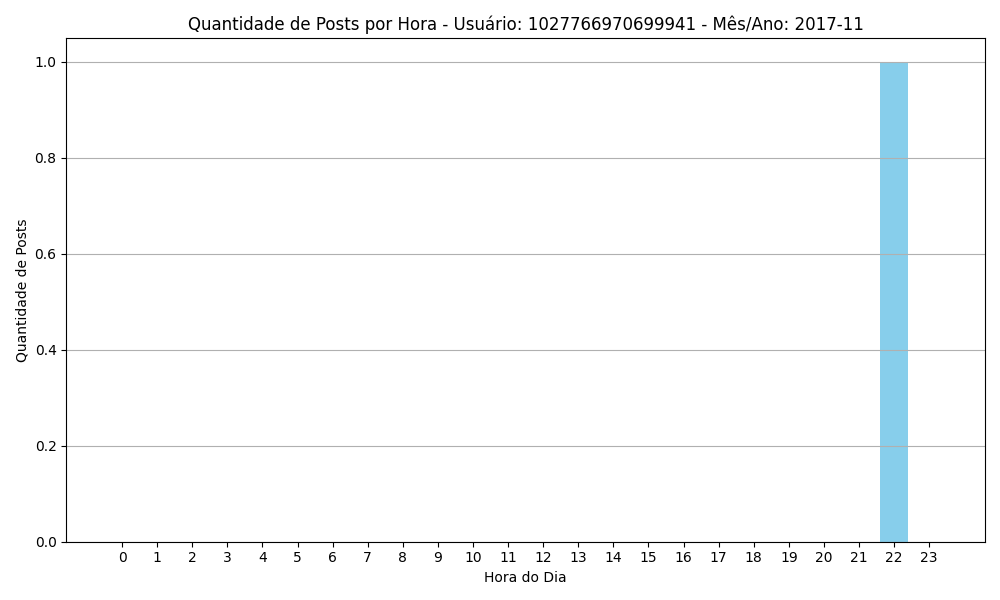 Quantidade de Posts por Hora - Usuário: 1027766970699941 - Mês/Ano: 2017-11
1.0
0.8
0.6
0.4
0.2
0.0
Quantidade de Posts
0 1 2 3 4 5 6 7 8 9 10 11 12 13 14 15 16 17 18 19 20 21 22 23
Hora do Dia